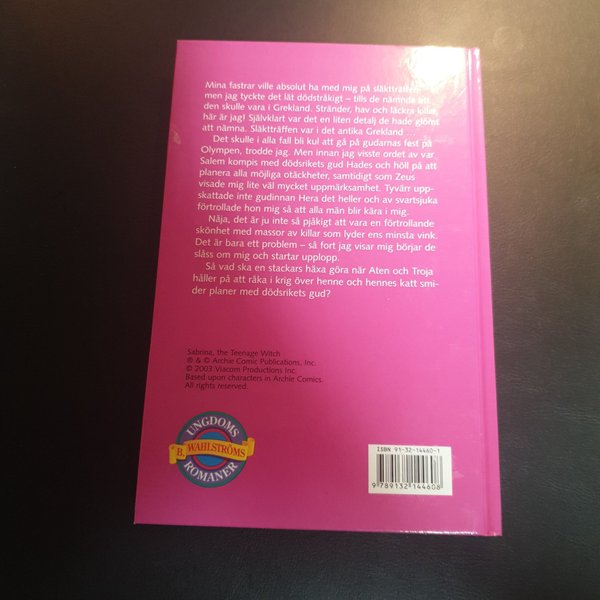 Mina fastrar ville absolut ha med mig på släktträffen
men jag tyckte det lät dödstråkigt – tills de nämnde att
den skulle vara i Grekland. Stränder, hav och läckra killar,
här är jag! Självklart var det en liten detalj de hade glömt
att nämna. Släktträffen var i det antika Grekland
Det skulle i alla fall bli kul att gå på gudarnas fest på
Olympen, trodde jag. Men innan jag visste ordet av var
Salem kompis med dödsrikets gud Hades och höll på att
planera alla möjliga otäckheter, samtidigt som Zeus
visade mig lite väl mycket uppmärksamhet. Tyvärr upp-
skattade inte gudinnan Hera det heller och av svartsjuka
förtrollade hon mig så att alla män blir kära i mig.
Nåja, det är ju inte så pjåkigt att vara en förtrollande
skönhet med massor av killar som lyder ens minsta vink.
Det är bara ett problem – så fort jag visar mig börjar de
slåss om mig och startar upplopp.
Så vad ska en stackars häxa göra när Aten och Troja
håller på att råka i krig över henne och hennes katt smi-
der planer med dödsrikets gud?
Sabrina, the Teenage Witch
® & © Archie Comic Publications, Inc.
© 2003 Viacom Productions Inc.
Based upon characters in Archie Comics.
All rights reserved.
UNGDOMS
B. WAHLSTRÖMS
ROMANER
ISBN 91-32-14460-1
9 789132 144608